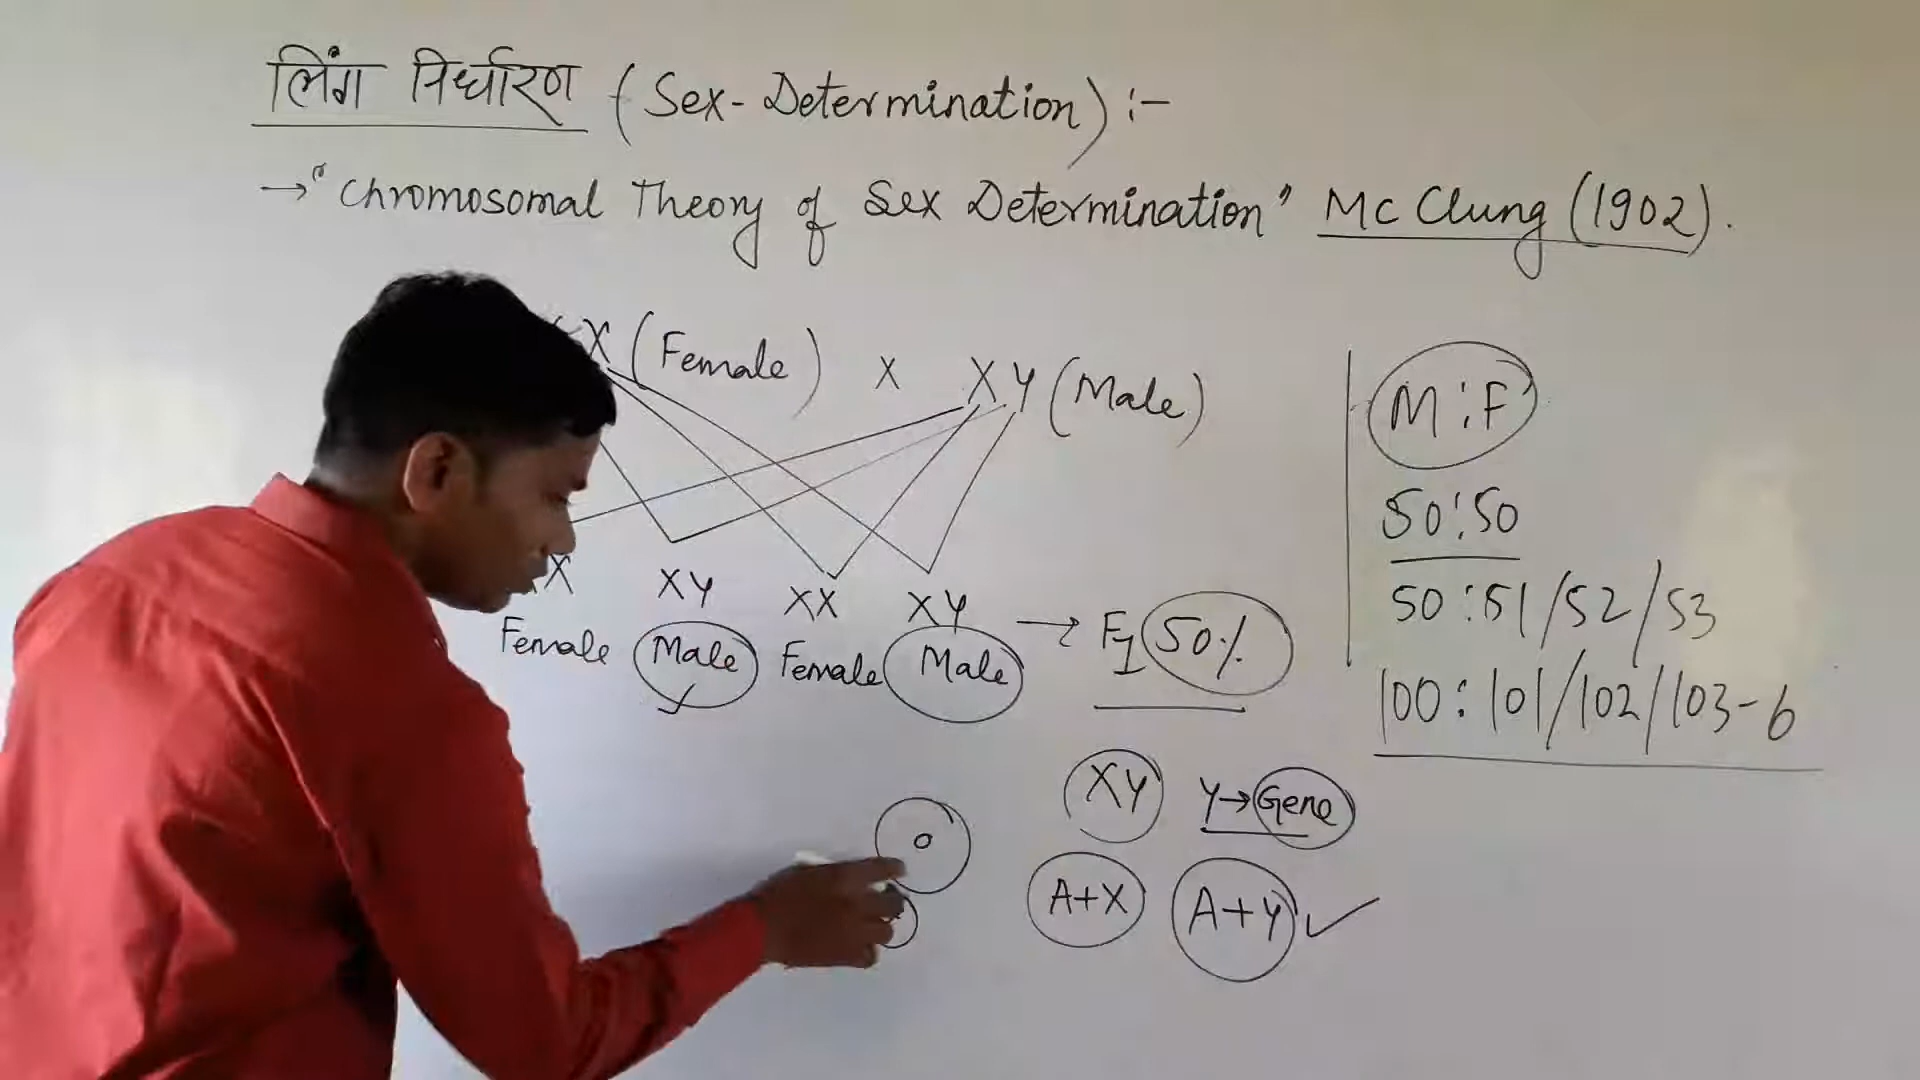 लिंग निर्धारण (Sex-Determination) :-
→ "Chromosomal Theory of Sex Determination" Mc Clung (1902).
X (Female) x XY (Male)
X XY XX XY
Female Male Female Male → F1 50%
M : F
50:50
50:51/52/53
100:101/102/103-6
XY Y→Gene
A+X A+Y ✓